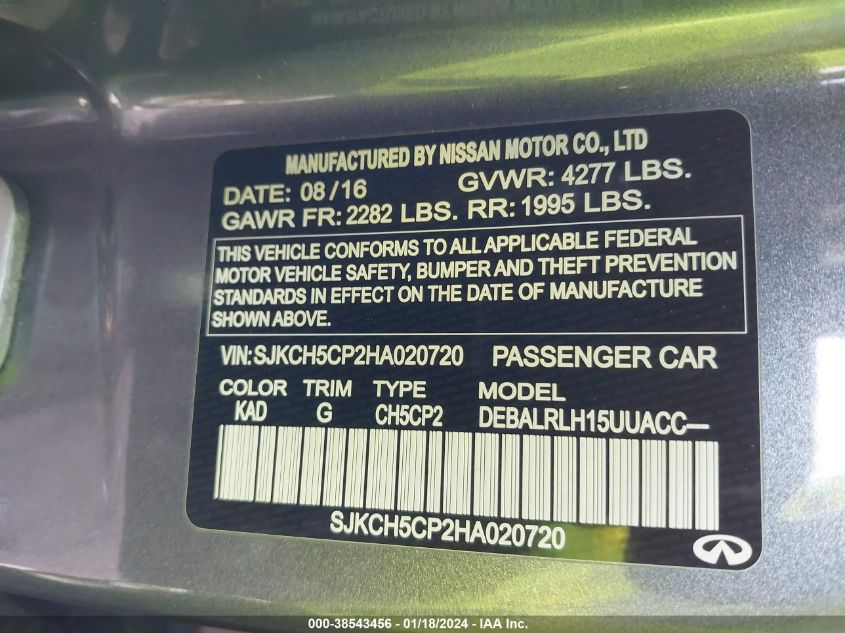 MANUFACTURED BY NISSAN MOTOR CO., LTD
DATE: 08/16 GVWR: 4277 LBS.
GAWR FR: 2282 LBS. RR: 1995 LBS.
THIS VEHICLE CONFORMS TO ALL APPLICABLE FEDERAL
MOTOR VEHICLE SAFETY, BUMPER AND THEFT PREVENTION
STANDARDS IN EFFECT ON THE DATE OF MANUFACTURE
SHOWN ABOVE.
VIN: SJKCH5CP2HA020720 PASSENGER CAR
COLOR TRIM TYPE MODEL
KAD G CH5CP2 DEBALRLH15UUACC—
SJKCH5CP2HA020720
000-38543456 - 01/18/2024 - IAA Inc.